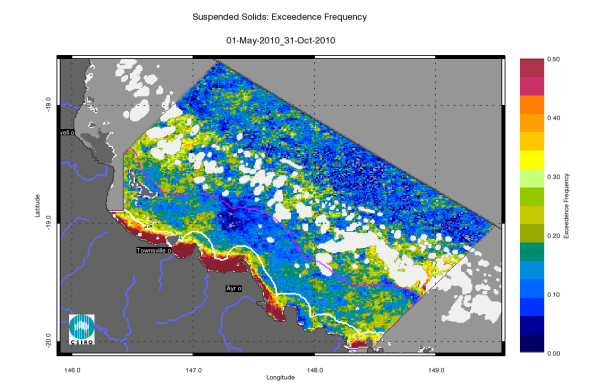 Suspended Solids: Exceedence Frequency
01-May-2010_31-Oct-2010
0.50
0.40
0.30
0.20
0.10
0.00
Exceedence Frequency
-18.0
-19.0
-20.0
Latitude
well o
Townsville o
Ayr o
CSIRO
146.0 147.0 148.0 149.0
Longitude